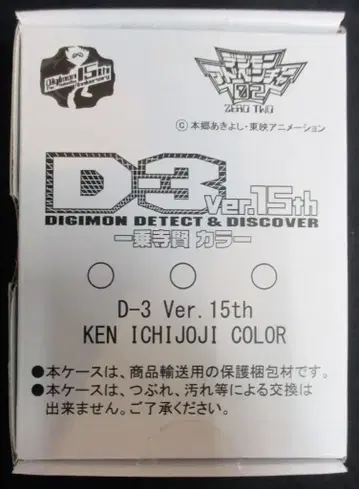 Digimon 15th
The Adventure Anniversary
デジモン
アドベンチャー
02
ZERO TWO
©本郷あきよし・東映アニメーション
D-3 ver.15th
DIGIMON DETECT & DISCOVER
一乗寺賢 カラー
D-3 Ver.15th
KEN ICHIJOJI COLOR
●本ケースは、商品輸送用の保護梱包材です。
●本ケースは、つぶれ、汚れ等による交換は
出来ません。ご了承ください。